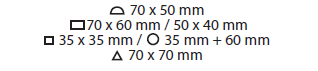 ⌓ 70 x 50 mm
▭ 70 x 60 mm / 50 x 40 mm
□ 35 x 35 mm / ○ 35 mm + 60 mm
△ 70 x 70 mm